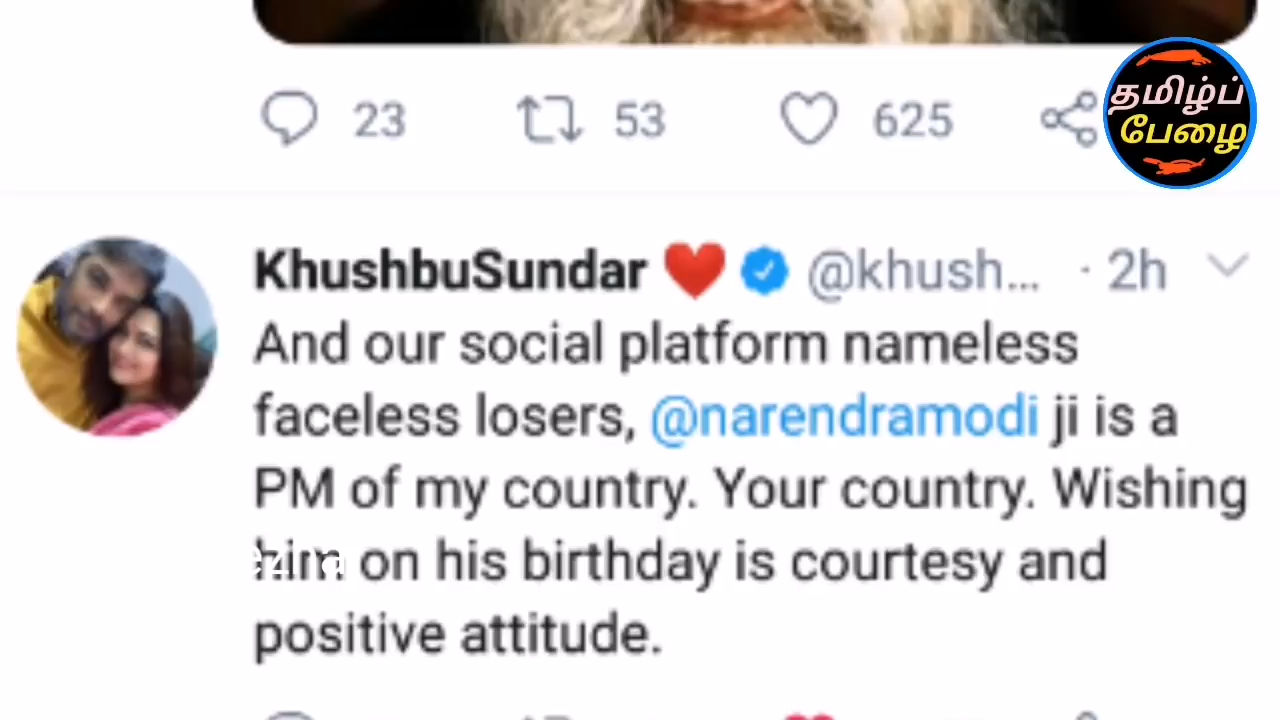 23 53 625
தமிழ்ப்
பேழை
KhushbuSundar ❤️ @khush... · 2h
And our social platform nameless
faceless losers, @narendramodi ji is a
PM of my country. Your country. Wishing
on his birthday is courtesy and
positive attitude.